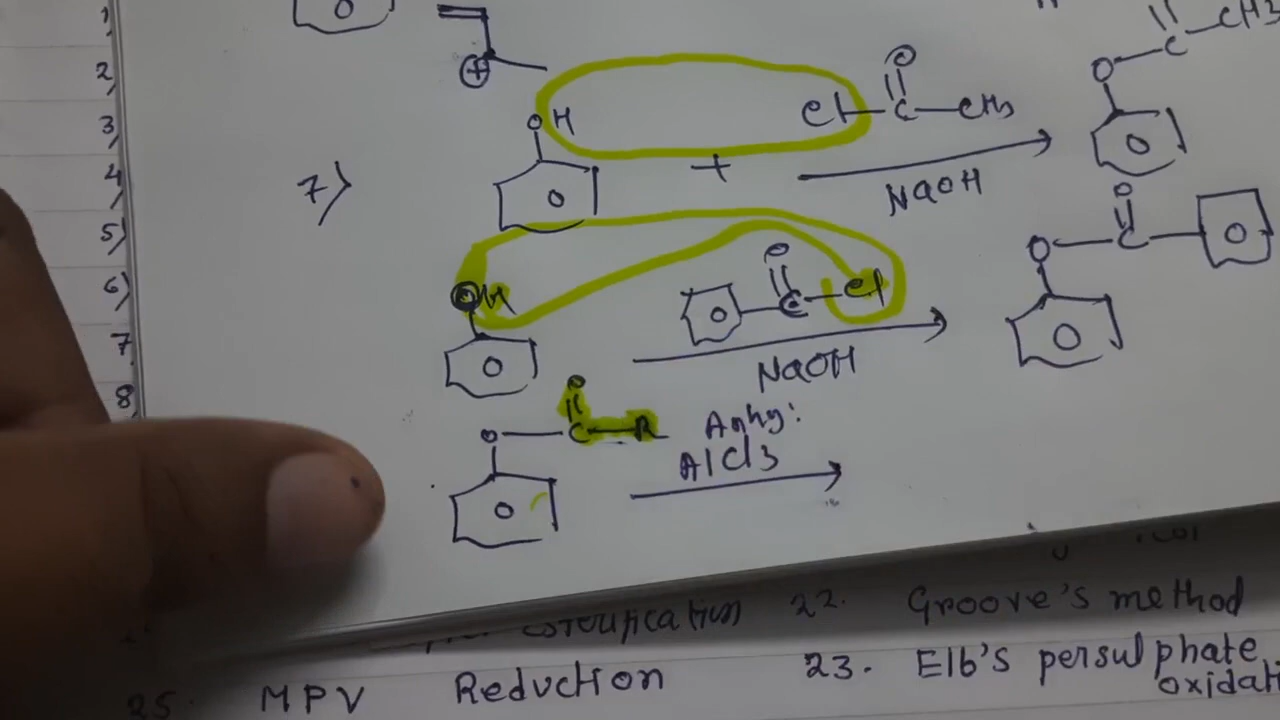 1
2)
3)
4
5)
6)
7
8
CH3
O
C
7)
OH
+
O
Cl—C—CH3
NaOH
O
OH
O
C—Cl
NaOH
O
O—C
O
O—C—R
Anhy:
AlCl3
22. Groove's method
25. MPV Reduction
23. Elb's persulphate